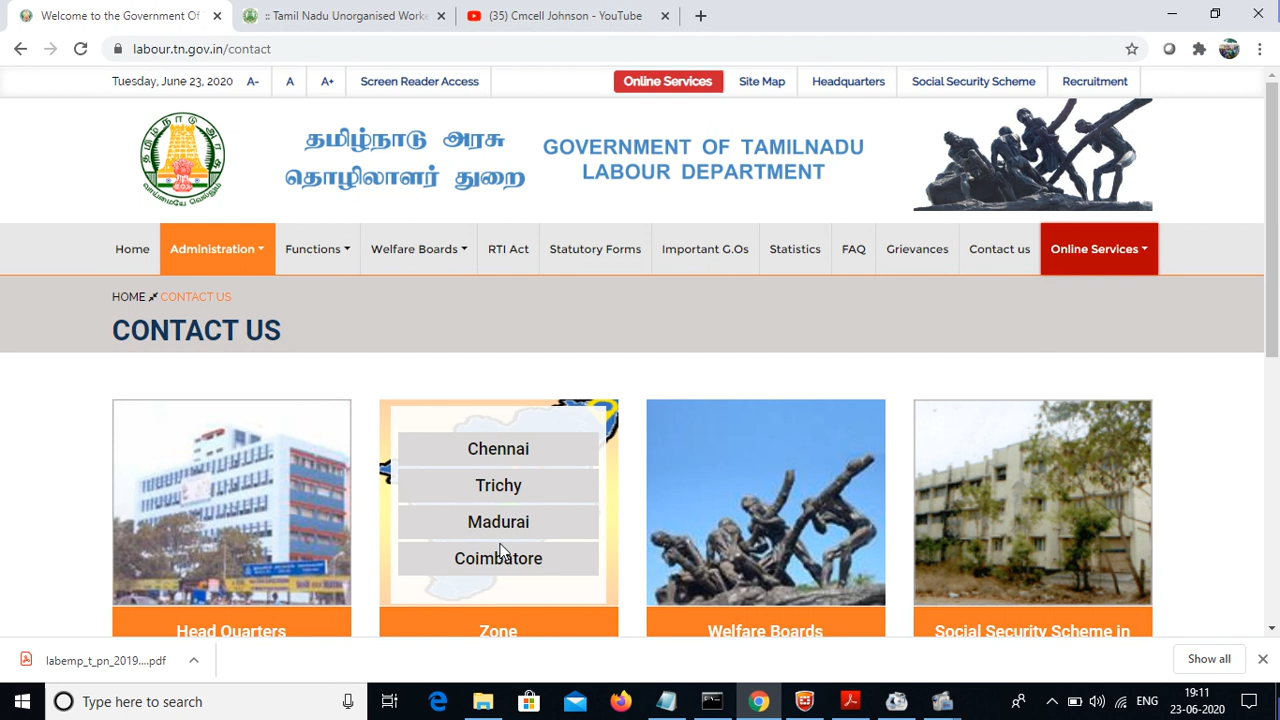 Welcome to the Government Of T
:: Tamil Nadu Unorganised Worke
(35) Cmcell Johnson - YouTube
labour.tn.gov.in/contact
Tuesday, June 23, 2020 A- A A+ Screen Reader Access Online Services Site Map Headquarters Social Security Scheme Recruitment
தமிழ்நாடு அரசு
தொழிலாளர் துறை
GOVERNMENT OF TAMILNADU
LABOUR DEPARTMENT
Home Administration Functions Welfare Boards RTI Act Statutory Forms Important G.Os Statistics FAQ Grievances Contact us Online Services
HOME CONTACT US
CONTACT US
Chennai
Trichy
Madurai
Coimbatore
Head Quarters Zone Welfare Boards Social Security Scheme in
labemp_t_pn_2019....pdf Show all
Type here to search
ENG
19:11
23-06-2020